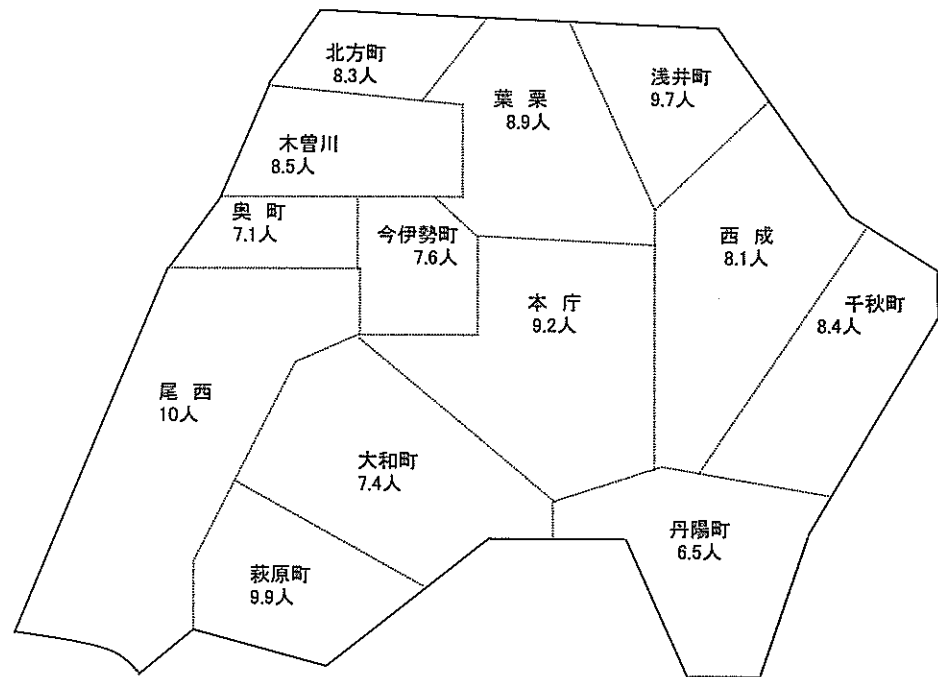 北方町
8.3人
浅井町
9.7人
葉栗
8.9人
木曽川
8.5人
奥町
7.1人
今伊勢町
7.6人
西成
8.1人
本庁
9.2人
千秋町
8.4人
尾西
10人
大和町
7.4人
丹陽町
6.5人
萩原町
9.9人